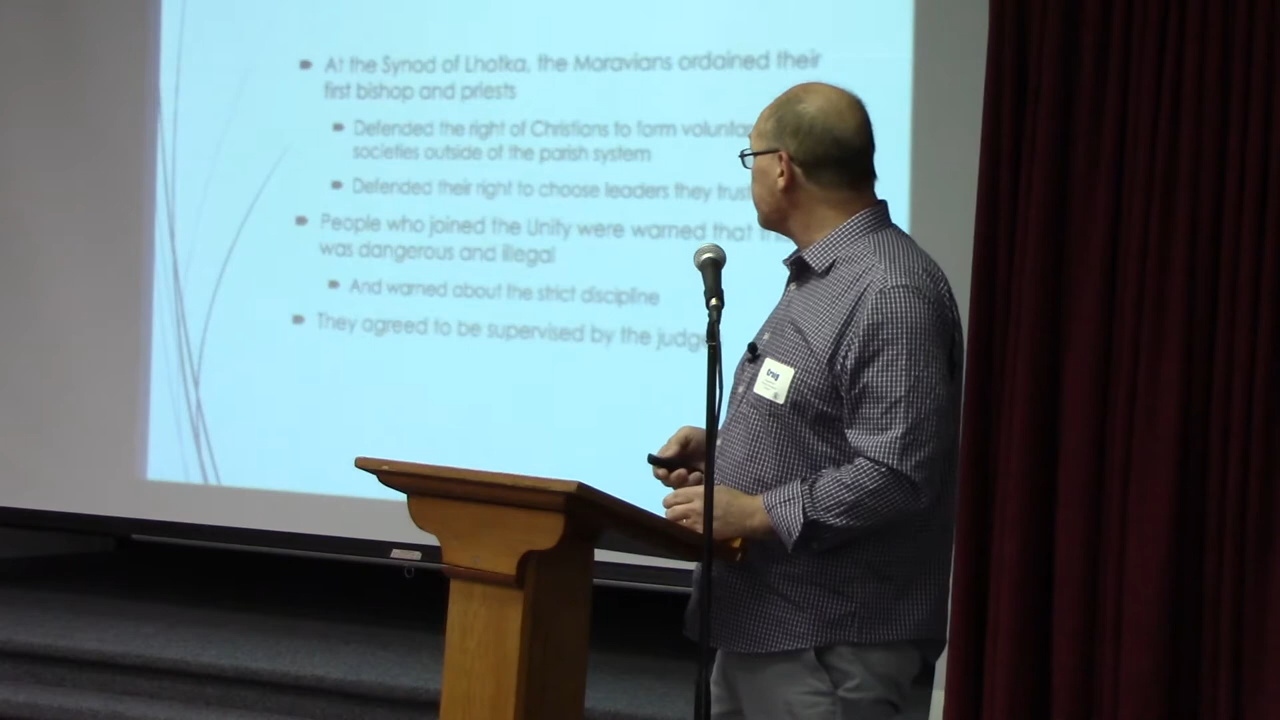 At the Synod of Lhotka, the Moravians ordained their
first bishop and priests
Defended the right of Christians to form
societies outside of the parish system
Defended their right to choose leaders they
People who joined the Unity were warned that
was dangerous and illegal
And warned about the strict discipline
They agreed to be supervised by the
Craig